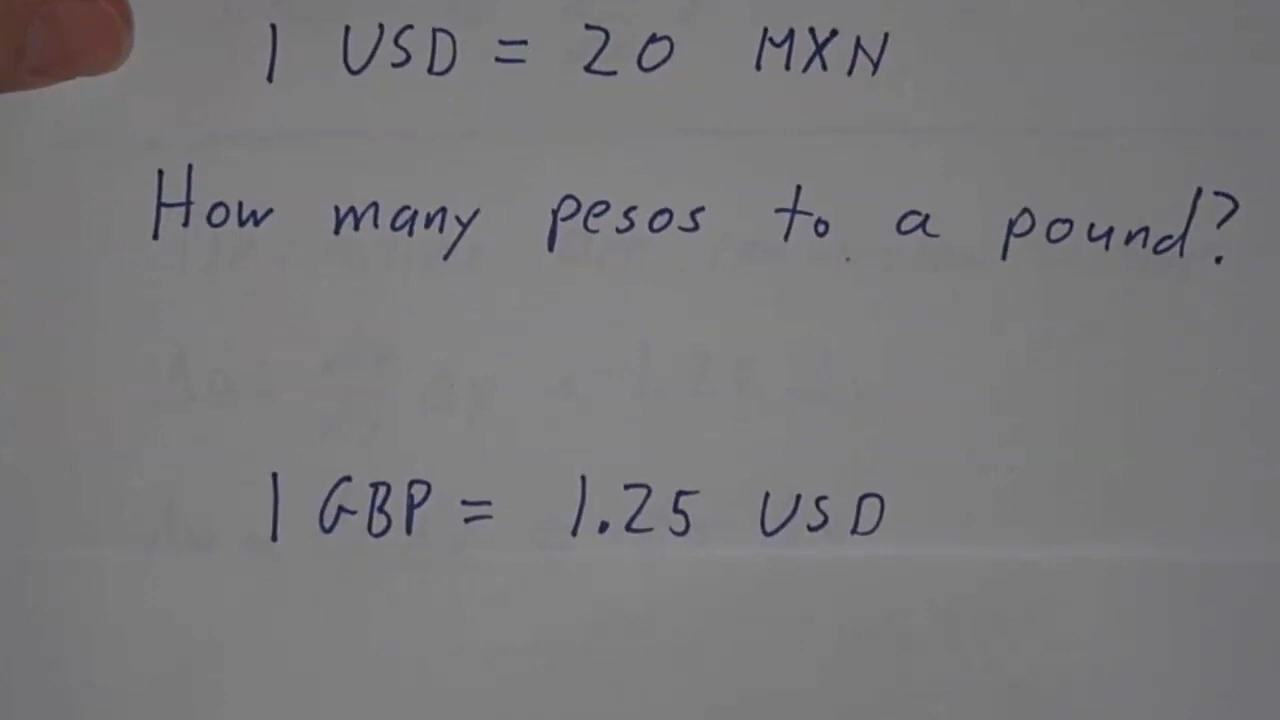 1 USD = 20 MXN
How many pesos to a pound?
1 GBP = 1.25 USD